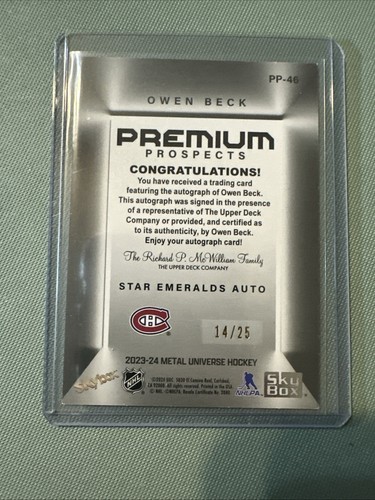 PP-46
OWEN BECK
PREMIUM
PROSPECTS
CONGRATULATIONS!
You have received a trading card
featuring the autograph of Owen Beck.
This autograph was signed in the presence
of a representative of The Upper Deck
Company or provided, and certified as
to its authenticity, by Owen Beck.
Enjoy your autograph card!
The Richard P. McWilliam Family
THE UPPER DECK COMPANY
STAR EMERALDS AUTO
14/25
2023-24 METAL UNIVERSE HOCKEY
Skybox
NHL
NHLPA
SkyBox